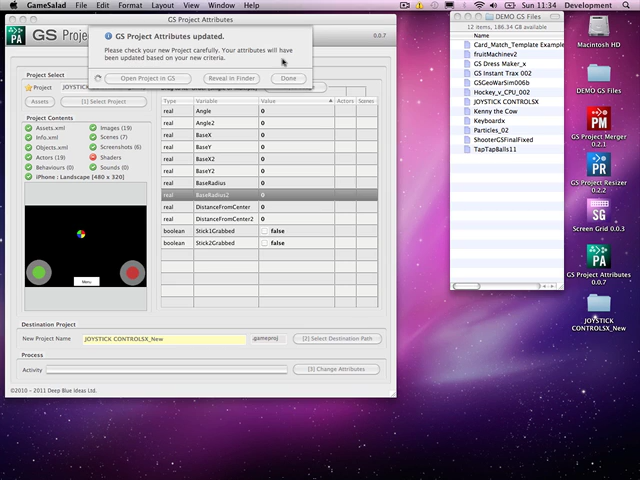 GameSalad File Edit Format Layout View Window Help
SUN 11:34 Development
GS Project Attributes
PA GS Proj
0.0.7
GS Project Attributes updated.
Please check your new Project carefully. Your attributes will have
been updated based on your new criteria.
Open Project in GS Reveal in Finder Done
Project Select
Project JOYSTICK
Assets [1] Select Project
Project Contents
Assets.xml Images (19)
Info.xml Scenes (7)
Objects.xml Screenshots (6)
Actors (19) Shaders
Behaviours (0) Sounds (0)
iPhone : Landscape [480 x 320]
Menu
Type Variable Value Actors Scenes
real Angle 0
real Angle2 0
real BaseX 0
real BaseY 0
real BaseX2 0
real BaseY2 0
real BaseRadius 0
real BaseRadius2 0
real DistanceFromCenter 0
real DistanceFromCenter2 0
boolean Stick1Grabbed false
boolean Stick2Grabbed false
Destination Project
New Project Name JOYSTICK CONTROLSX_New .gameproj [2] Select Destination Path
Process
Activity [3] Change Attributes
©2010 - 2011 Deep Blue Ideas Ltd.
DEMO GS Files
12 items, 186.34 GB available
Name
Card_Match_Template Example
fruitMachinev2
GS Dress Maker_x
GS Instant Trax 002
GSGeoWarSim006b
Hockey_v_CPU_002
JOYSTICK CONTROLSX
Kenny the Cow
Keyboardx
Particles_02
ShooterGSFinalFixed
TapTapBalls11
Macintosh HD
DEMO GS Files
PM
GS Project Merger
0.2.1
PR
GS Project Resizer
0.2.2
SG
Screen Grid 0.0.3
PA
GS Project Attributes
0.0.7
JOYSTICK
CONTROLSX_New